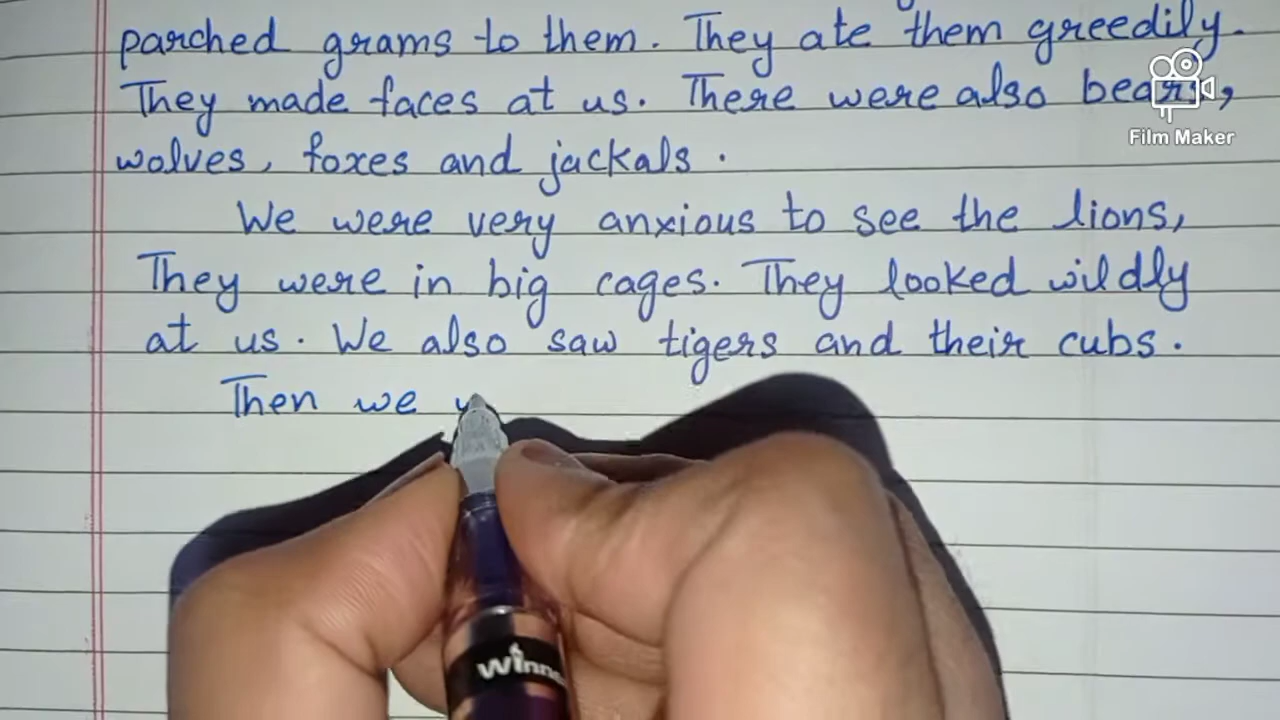 parched grams to them. They ate them greedily.
They made faces at us. There were also bears,
wolves, foxes and jackals.
We were very anxious to see the lions,
They were in big cages. They looked wildly
at us. We also saw tigers and their cubs.
Then we
Film Maker